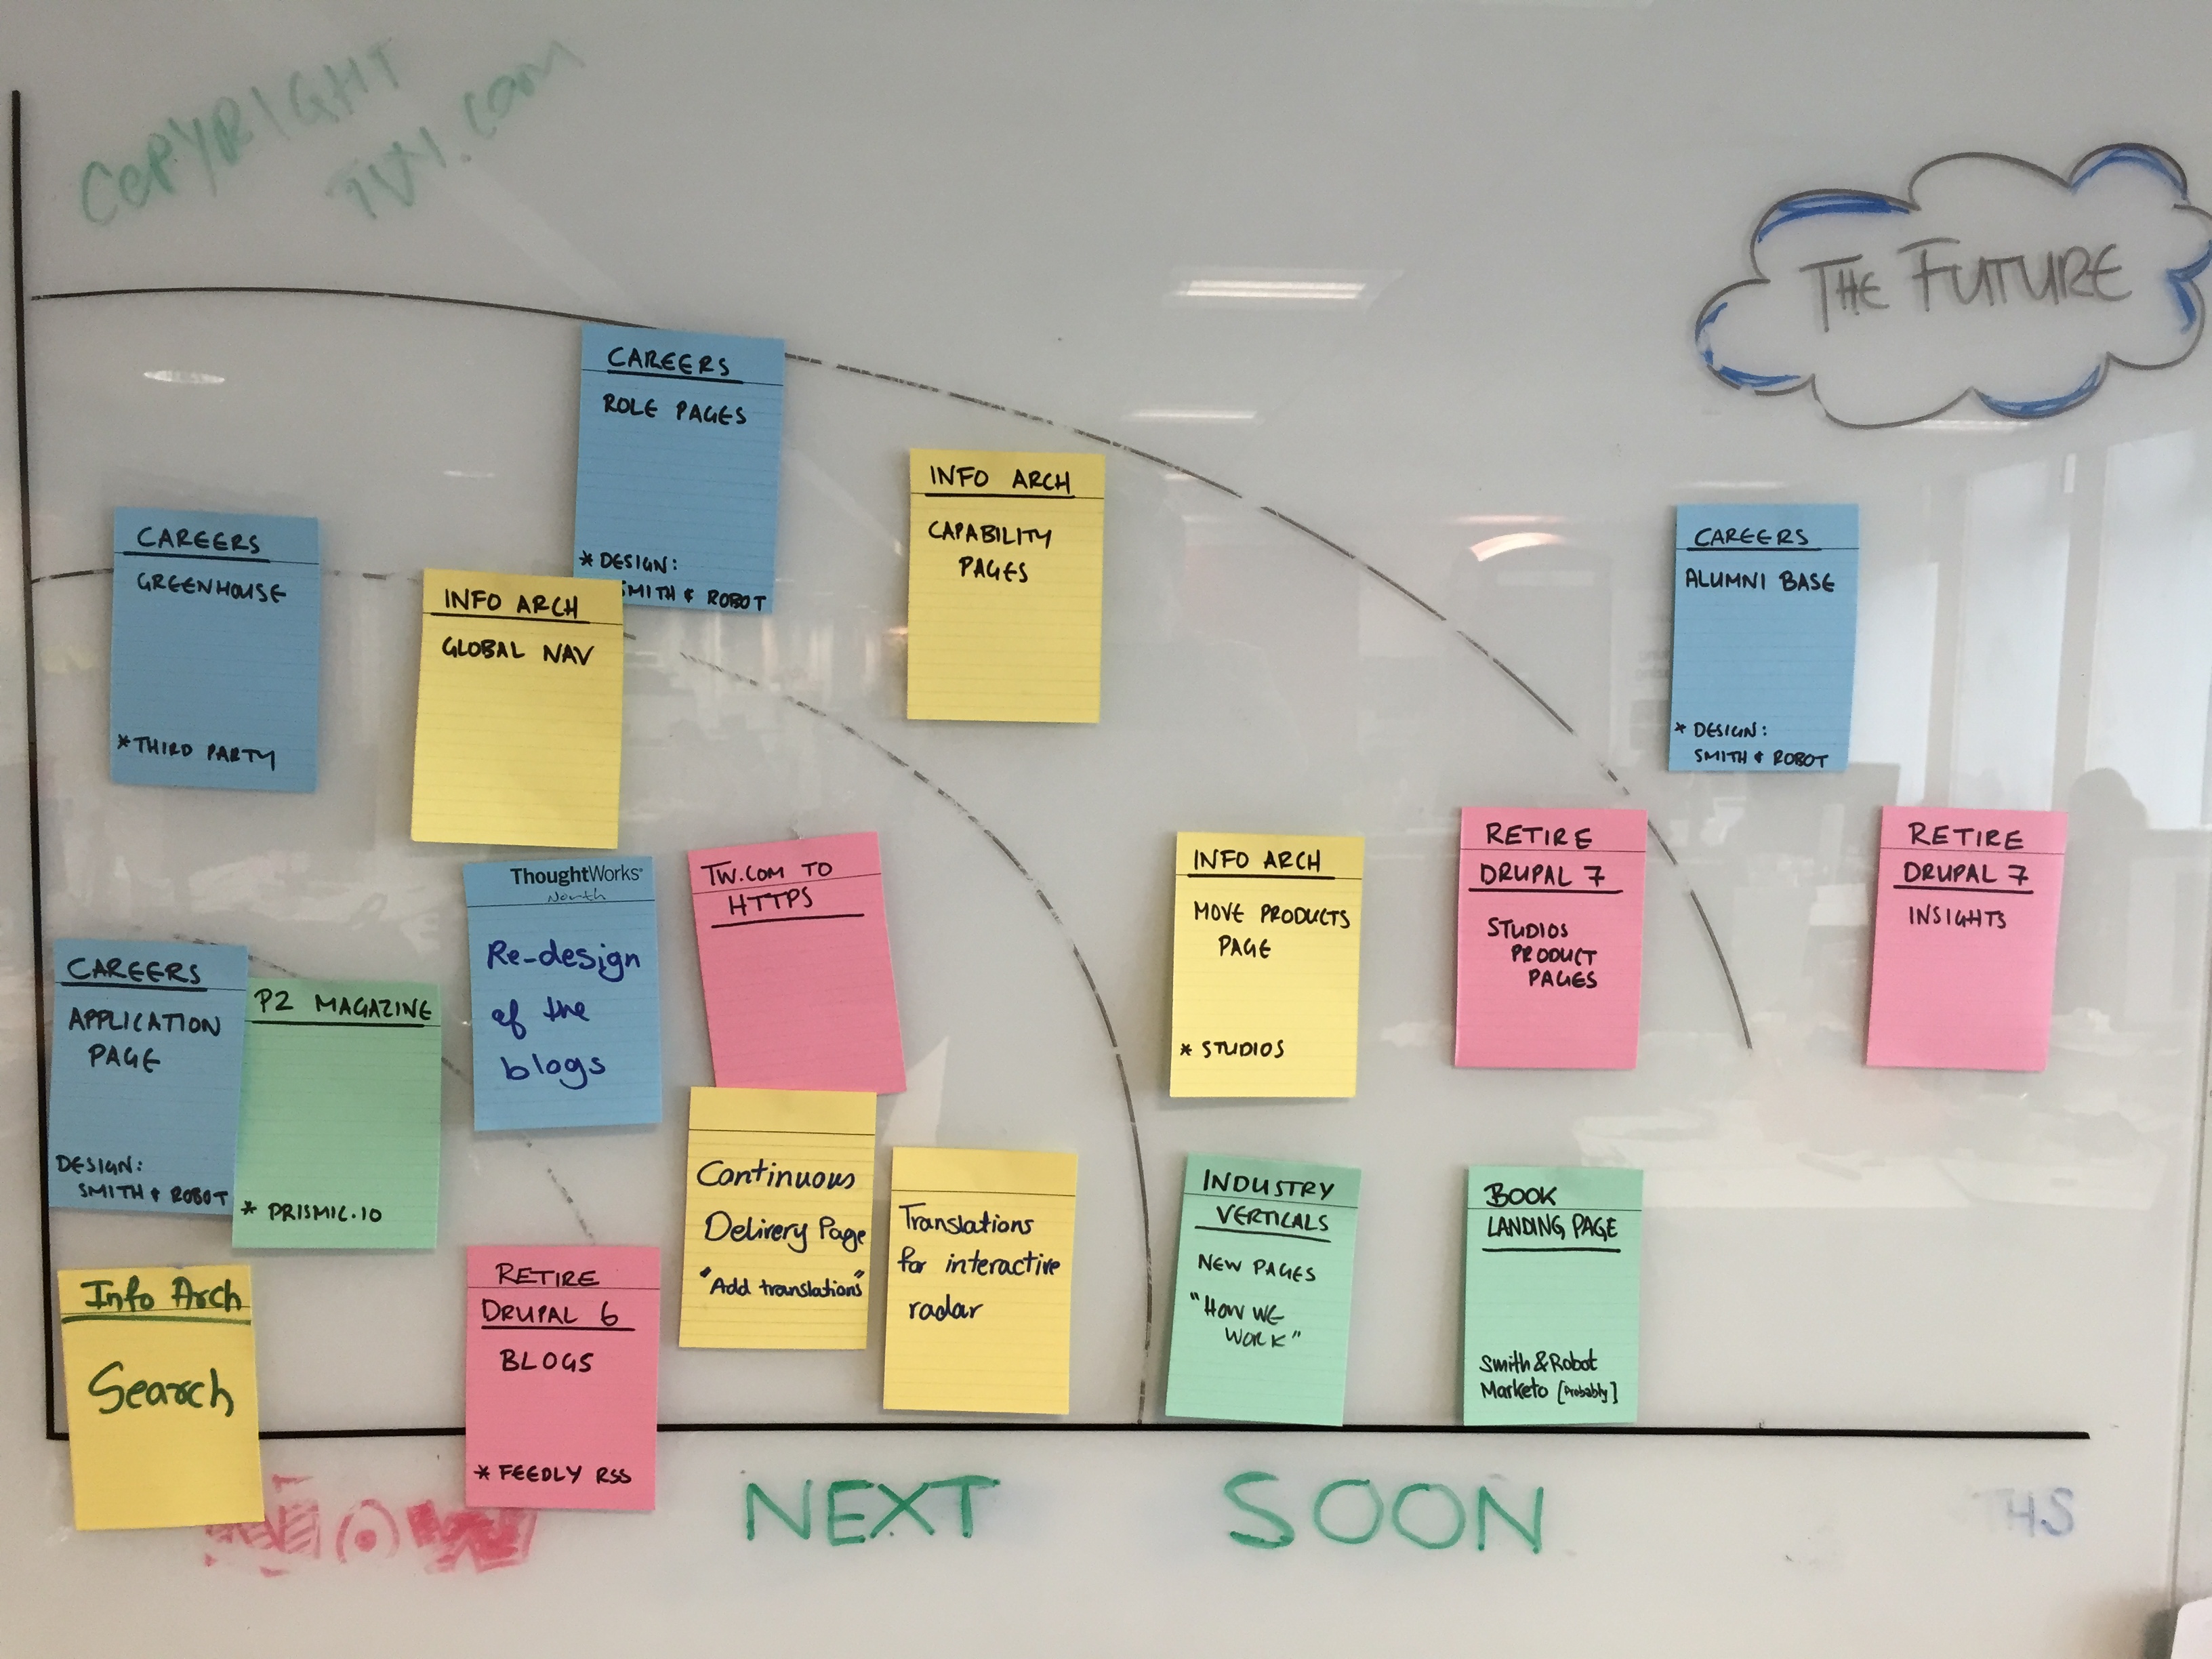 COPYRIGHT
TW.COM
THE FUTURE
CAREERS
ROLE PAGES
* DESIGN:
SMITH & ROBOT
INFO ARCH
CAPABILITY
PAGES
CAREERS
GREENHOUSE
* THIRD PARTY
INFO ARCH
GLOBAL NAV
CAREERS
ALUMNI BASE
* DESIGN:
SMITH & ROBOT
ThoughtWorks®
North
Re-design
of the
blogs
TW.COM TO
HTTPS
INFO ARCH
MOVE PRODUCTS
PAGE
* STUDIOS
RETIRE
DRUPAL 7
STUDIOS
PRODUCT
PAGES
RETIRE
DRUPAL 7
INSIGHTS
CAREERS
APPLICATION
PAGE
DESIGN:
SMITH & ROBOT
P2 MAGAZINE
* PRISMIC.IO
Continuous
Delivery Page
"Add translations"
Translations
for interactive
radar
INDUSTRY
VERTICALS
NEW PAGES
"HOW WE
WORK"
BOOK
LANDING PAGE
Smith & Robot
Marketo [Probably]
Info Arch
Search
RETIRE
DRUPAL 6
BLOGS
* FEEDLY RSS
NOW
NEXT
SOON